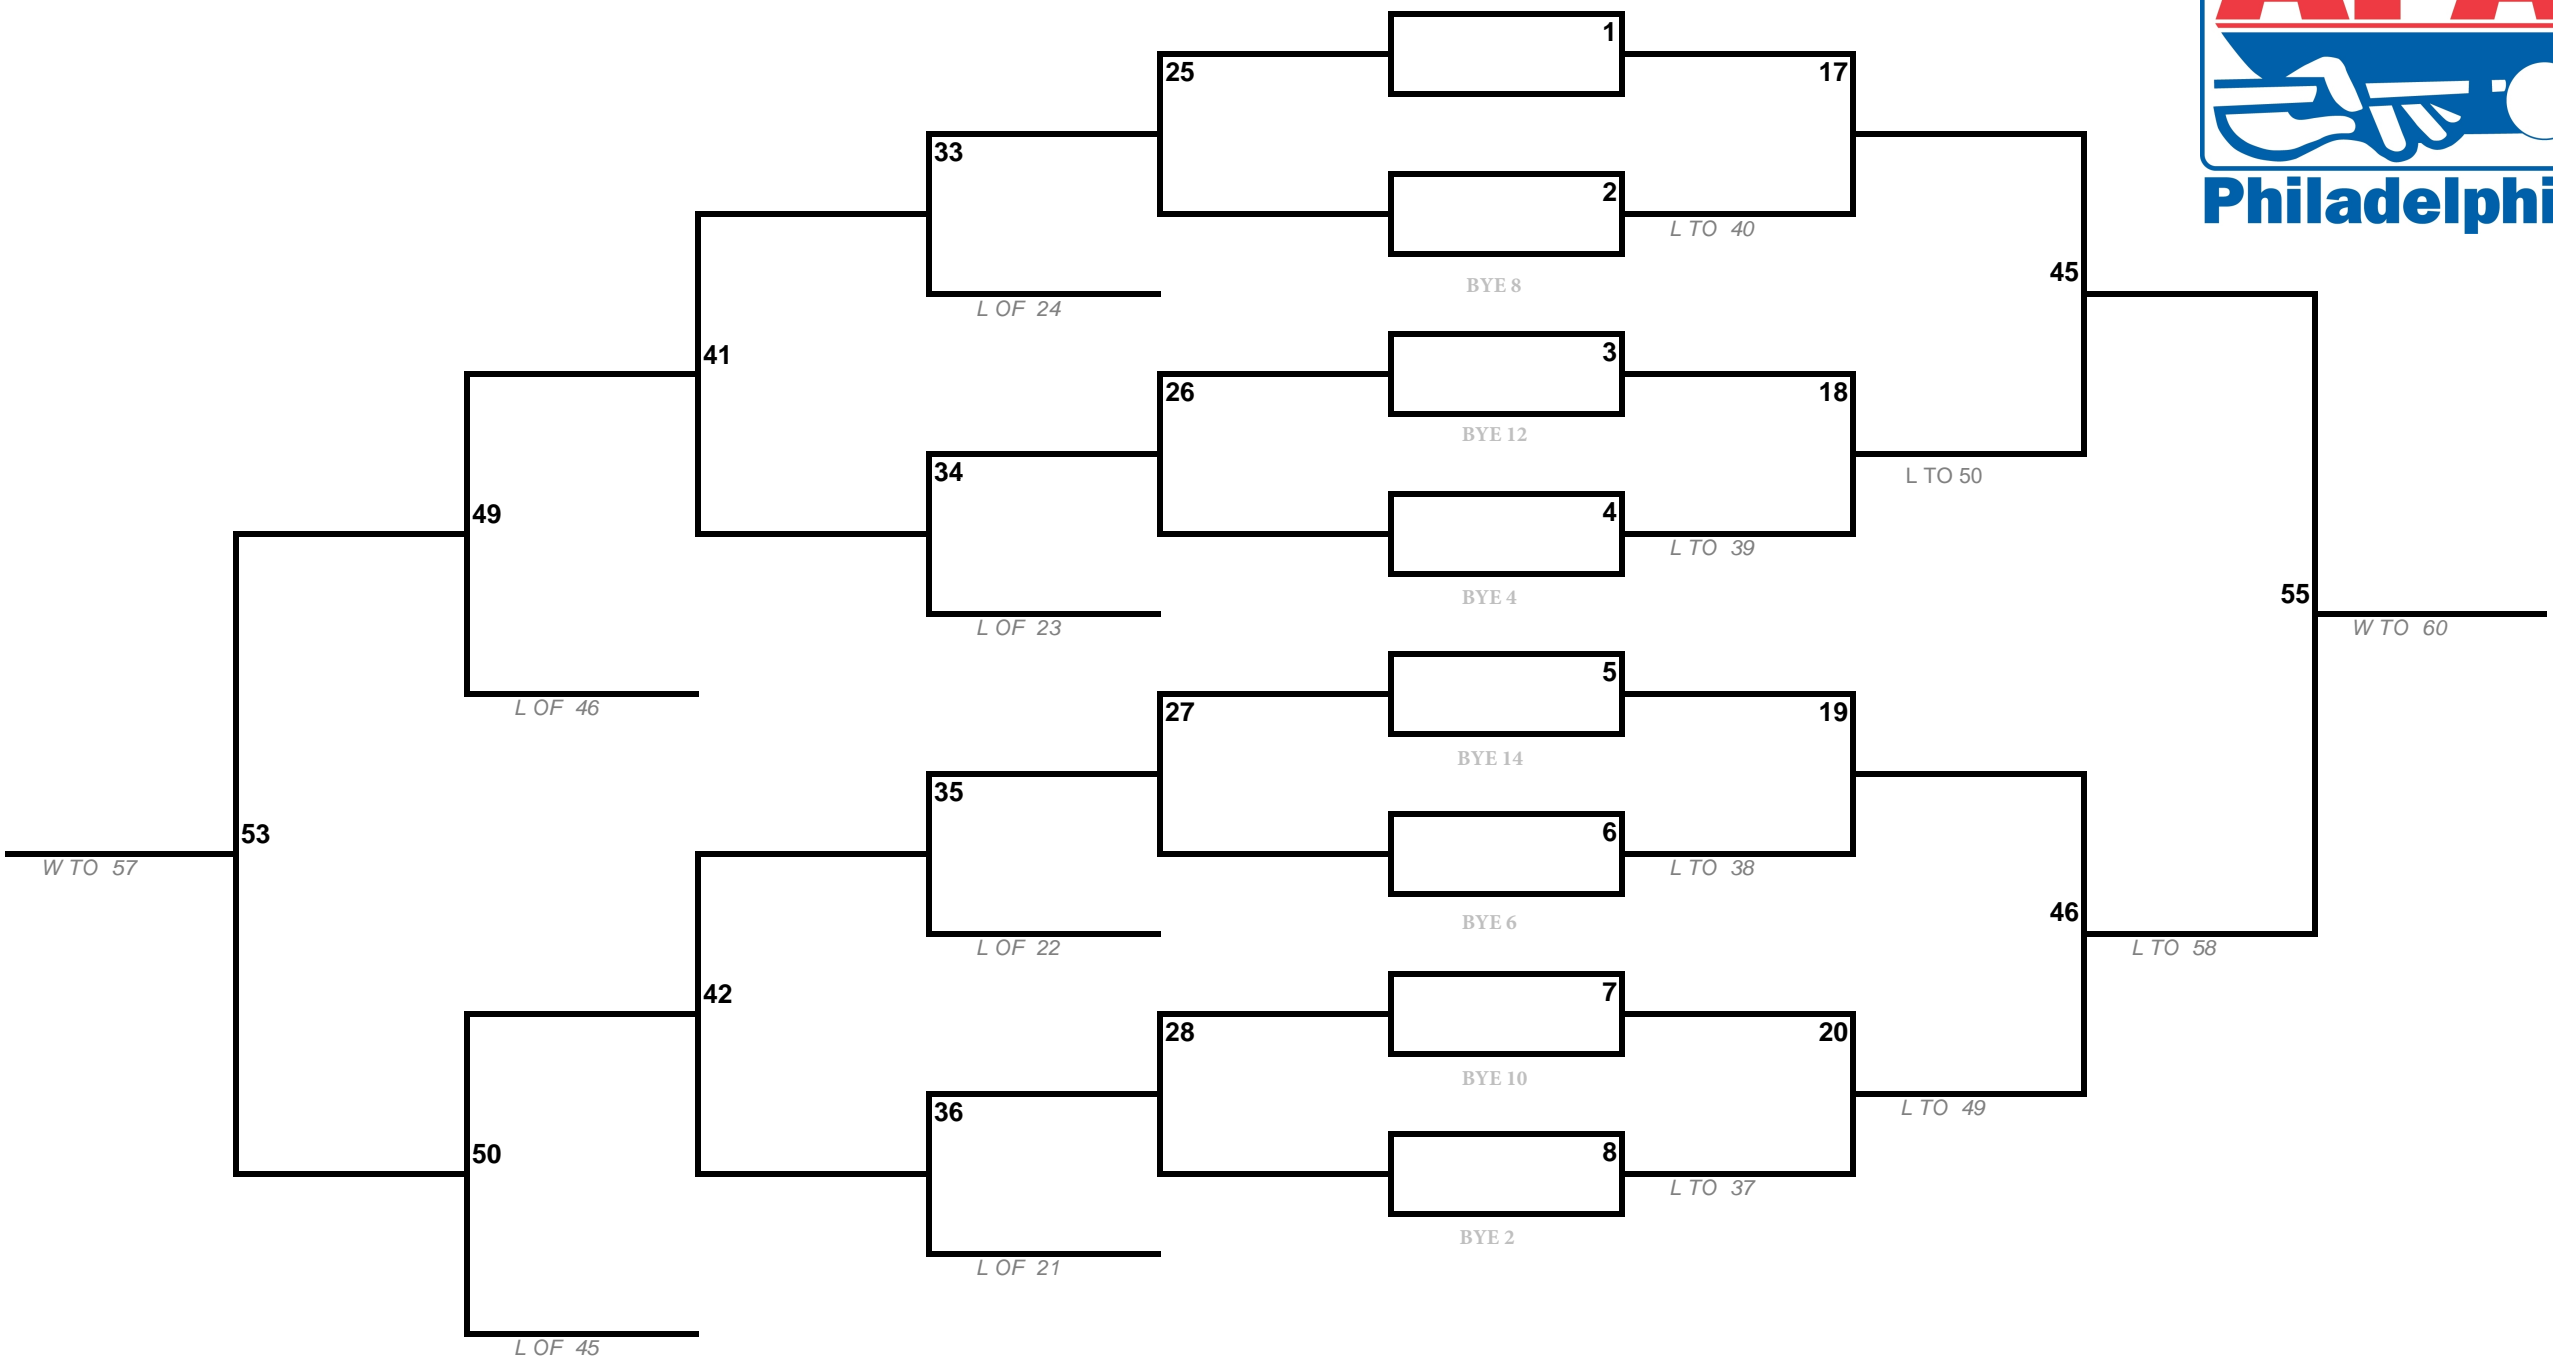 1
25
17
33
2
L TO 40
Philadelphi
45
BYE 8
L OF 24
41
3
26
18
BYE 12
34
L TO 50
49
4
L TO 39
55
BYE 4
L OF 23
W TO 60
5
L OF 46
27
19
BYE 14
35
53
6
W TO 57
L TO 38
46
BYE 6
L OF 22
L TO 58
42
7
28
20
BYE 10
36
L TO 49
50
8
L TO 37
BYE 2
L OF 21
L OF 45